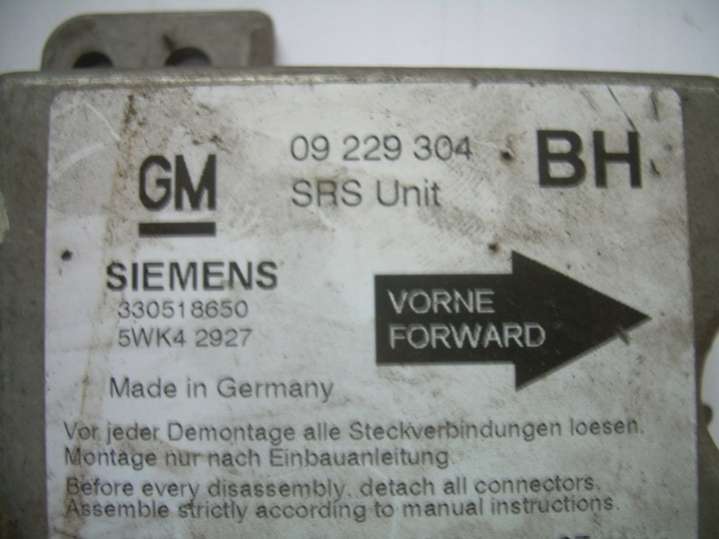 09 229 304
BH
GM
SRS Unit
SIEMENS
330518650
5WK4 2927
VORNE
FORWARD
Made in Germany
Vor jeder Demontage alle Steckverbindungen loesen.
Montage nur nach Einbauanleitung.
Before every disassembly, detach all connectors.
Assemble strictly according to manual instructions.